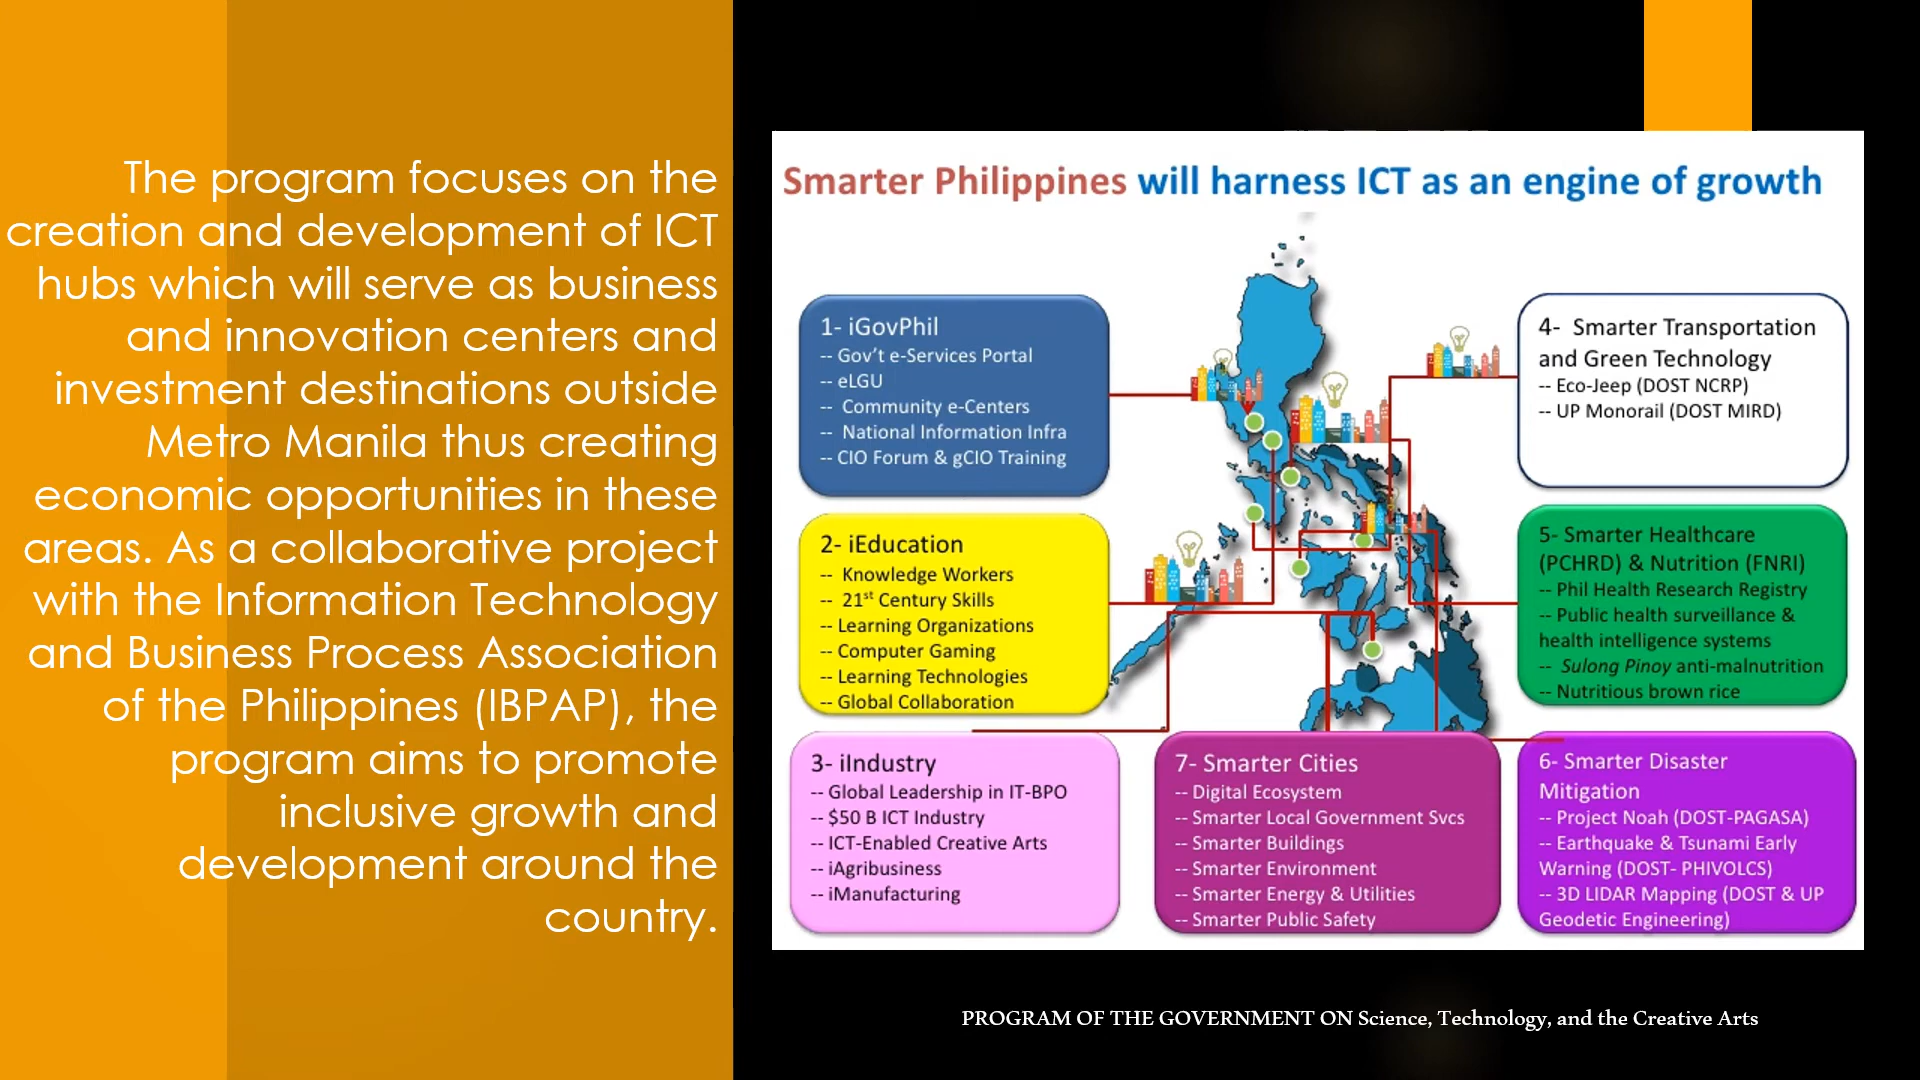 The program focuses on the
creation and development of ICT
hubs which will serve as business
and innovation centers and
investment destinations outside
Metro Manila thus creating
economic opportunities in these
areas. As a collaborative project
with the Information Technology
and Business Process Association
of the Philippines (IBPAP), the
program aims to promote
inclusive growth and
development around the
country.
Smarter Philippines will harness ICT as an engine of growth
1- iGovPhil
-- Gov't e-Services Portal
-- eLGU
-- Community e-Centers
-- National Information Infra
-- CIO Forum & gCIO Training
2- iEducation
-- Knowledge Workers
-- 21st Century Skills
-- Learning Organizations
-- Computer Gaming
-- Learning Technologies
-- Global Collaboration
3- iIndustry
-- Global Leadership in IT-BPO
-- $50 B ICT Industry
-- ICT-Enabled Creative Arts
-- iAgribusiness
-- iManufacturing
4- Smarter Transportation
and Green Technology
-- Eco-Jeep (DOST NCRP)
-- UP Monorail (DOST MIRD)
5- Smarter Healthcare
(PCHRD) & Nutrition (FNRI)
-- Phil Health Research Registry
-- Public health surveillance &
health intelligence systems
-- Sulong Pinoy anti-malnutrition
-- Nutritious brown rice
6- Smarter Disaster
Mitigation
-- Project Noah (DOST-PAGASA)
-- Earthquake & Tsunami Early
Warning (DOST- PHIVOLCS)
-- 3D LIDAR Mapping (DOST & UP
Geodetic Engineering)
7- Smarter Cities
-- Digital Ecosystem
-- Smarter Local Government Svcs
-- Smarter Buildings
-- Smarter Environment
-- Smarter Energy & Utilities
-- Smarter Public Safety
PROGRAM OF THE GOVERNMENT ON Science, Technology, and the Creative Arts